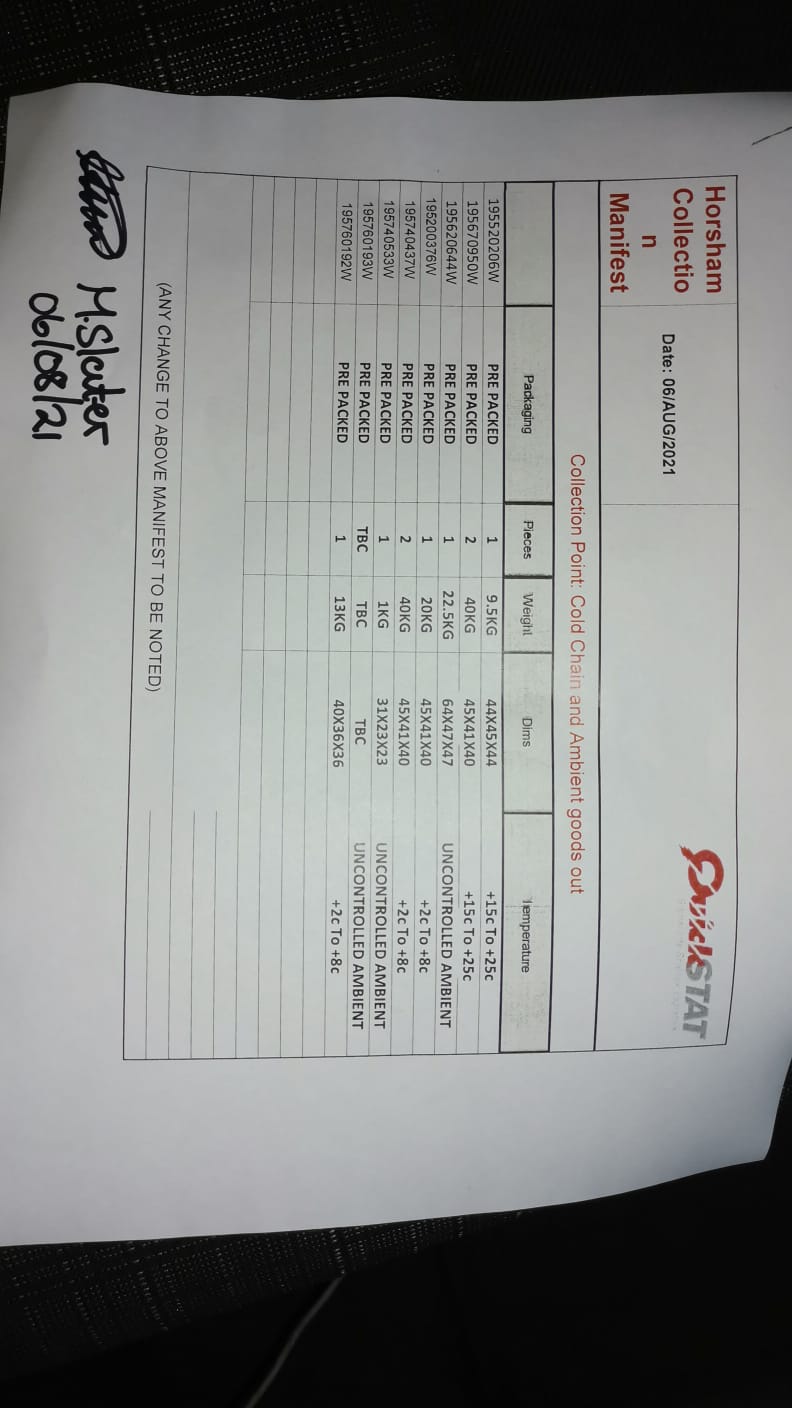 Horsham
Collectio
n
Manifest
Date: 06/AUG/2021
QuickSTAT
Collection Point: Cold Chain and Ambient goods out
Packaging Pieces Weight Dims Temperature
195520206W PRE PACKED 1 9.5KG 44X45X44 +15c To +25c
195670950W PRE PACKED 2 40KG 45X41X40 +15c To +25c
195620644W PRE PACKED 1 22.5KG 64X47X47 UNCONTROLLED AMBIENT
195200376W PRE PACKED 1 20KG 45X41X40 +2c To +8c
195740437W PRE PACKED 2 40KG 45X41X40 +2c To +8c
195740533W PRE PACKED 1 1KG 31X23X23 UNCONTROLLED AMBIENT
195760193W PRE PACKED TBC TBC TBC UNCONTROLLED AMBIENT
195760192W PRE PACKED 1 13KG 40X36X36 +2c To +8c
(ANY CHANGE TO ABOVE MANIFEST TO BE NOTED)
M.Slater
06/08/21